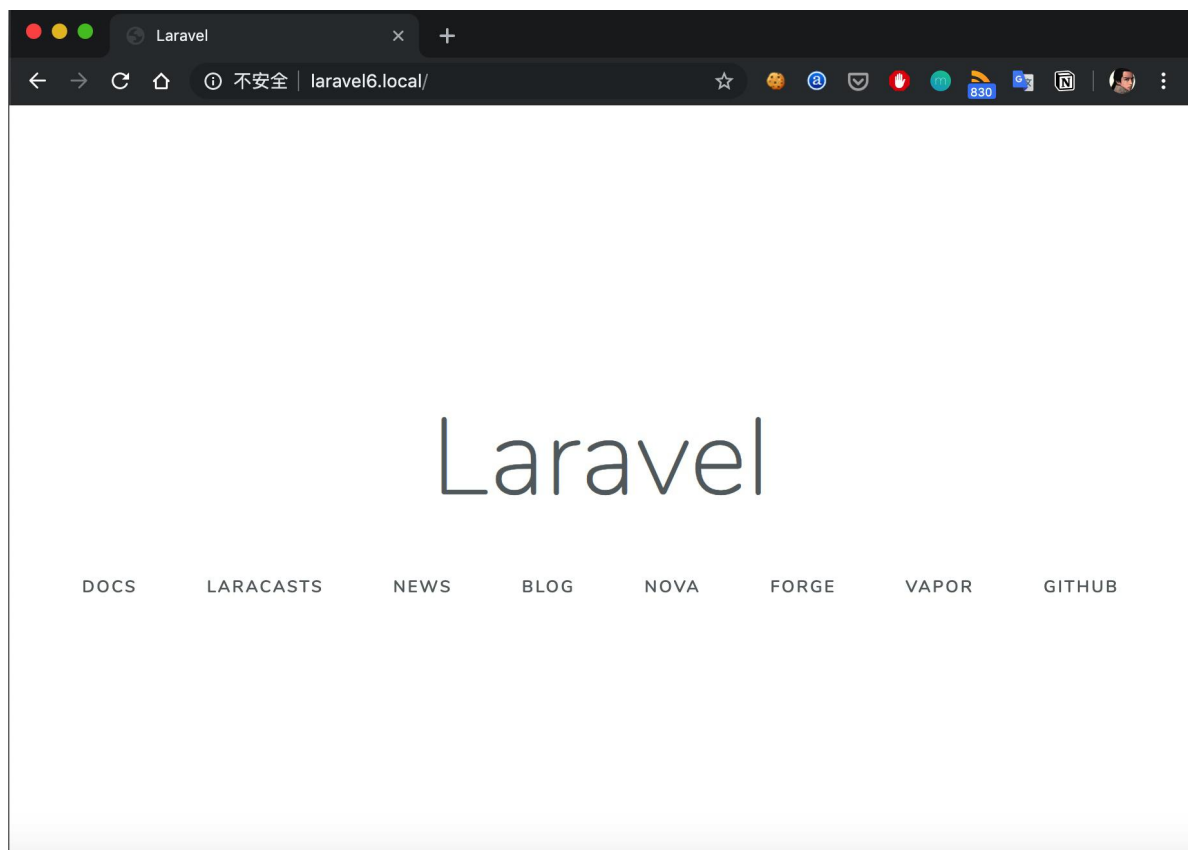 Laravel
不安全 laravel6.local/
830
Laravel
DOCS LARACASTS NEWS BLOG NOVA FORGE VAPOR GITHUB